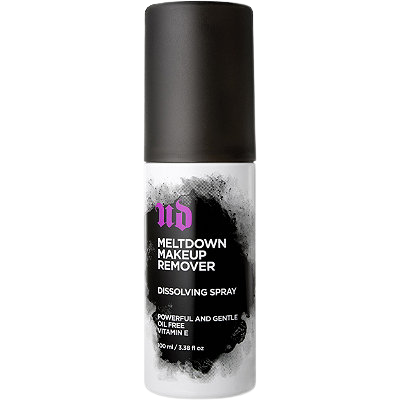 UD
MELTDOWN
MAKEUP
REMOVER
DISSOLVING SPRAY
POWERFUL AND GENTLE
OIL FREE
VITAMIN E
100 ml / 3.38 fl oz